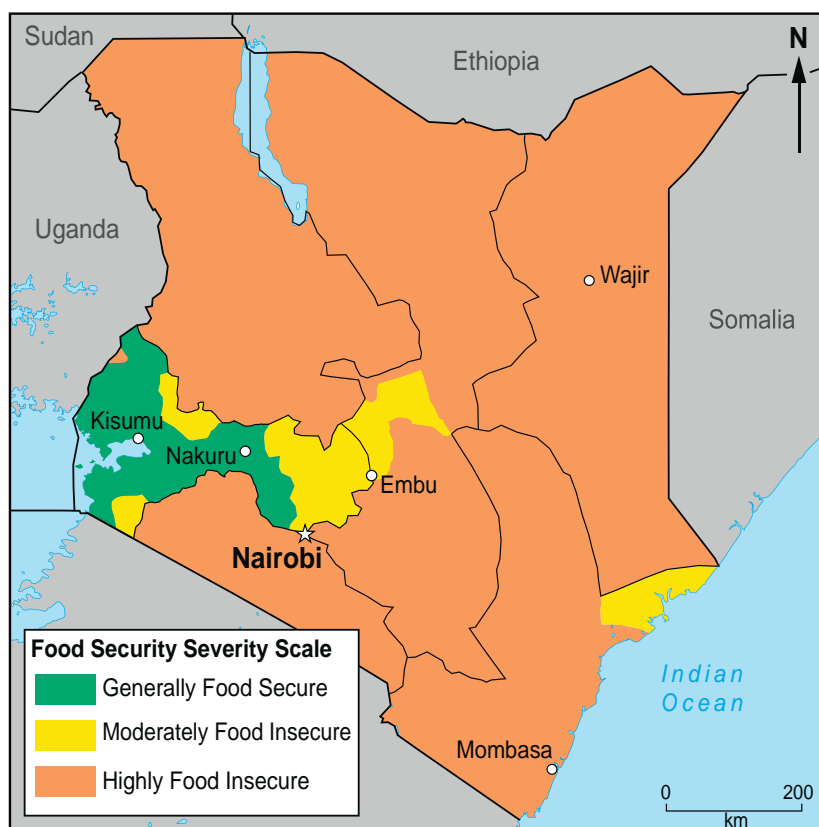 Sudan
Ethiopia
N
Uganda
Wajir
Somalia
Kisumu
Nakuru
Embu
Nairobi
Food Security Severity Scale
Generally Food Secure
Moderately Food Insecure
Highly Food Insecure
Indian
Ocean
Mombasa
0 200
km